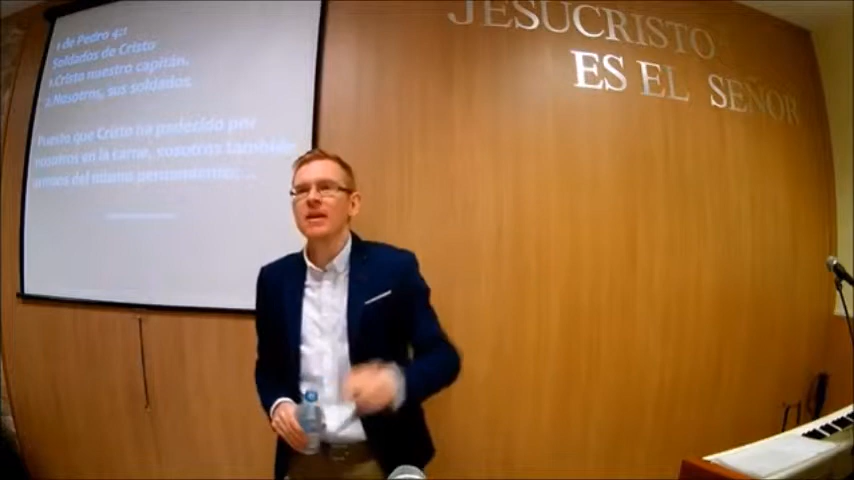 1 de Pedro 4:1
Soldados de Cristo
1.Cristo nuestro capitán.
2.Nosotros, sus soldados.
Puesto que Cristo ha padecido por
nosotros en la carne, vosotros también
armaos del mismo pensamiento; ...
JESUCRISTO
ES EL SEÑOR